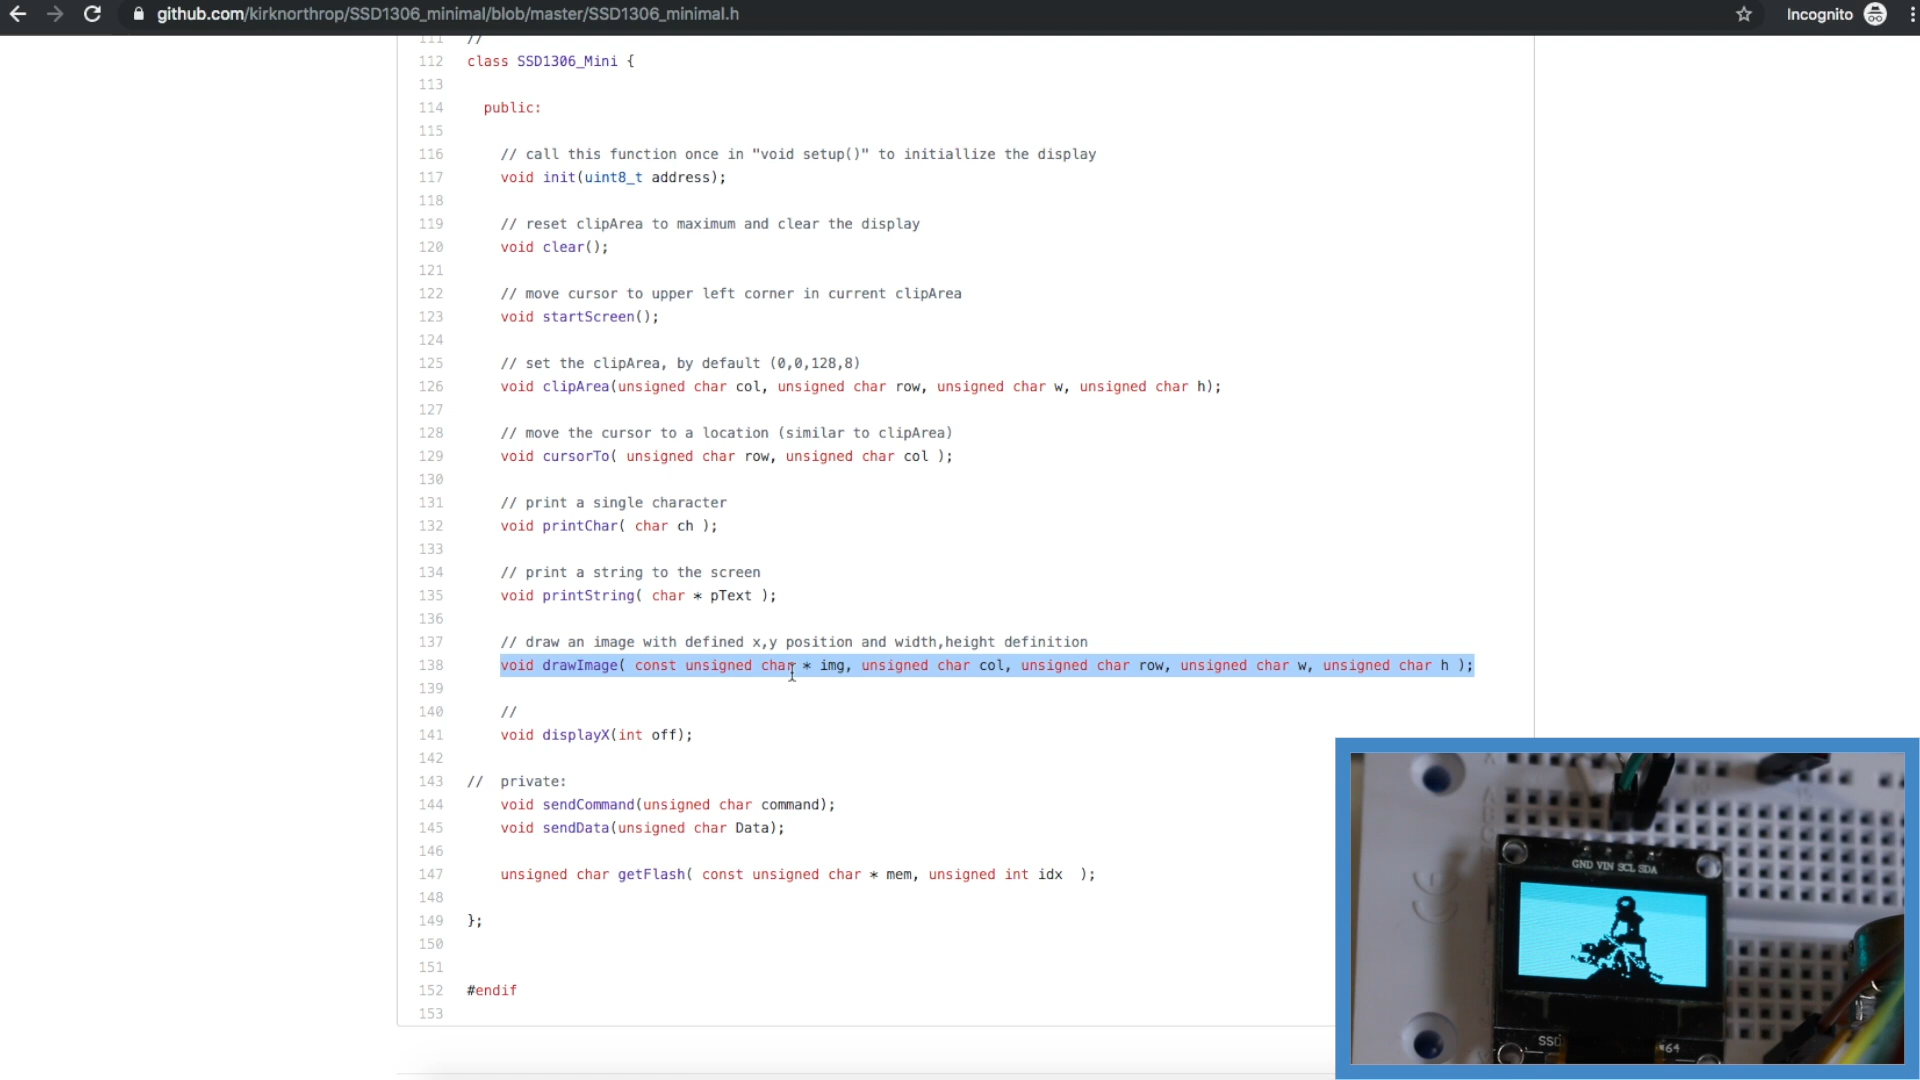 github.com/kirknorthrop/SSD1306_minimal/blob/master/SSD1306_minimal.h
Incognito
111 //
112 class SSD1306_Mini {
113
114 public:
115
116 // call this function once in "void setup()" to initiallize the display
117 void init(uint8_t address);
118
119 // reset clipArea to maximum and clear the display
120 void clear();
121
122 // move cursor to upper left corner in current clipArea
123 void startScreen();
124
125 // set the clipArea, by default (0,0,128,8)
126 void clipArea(unsigned char col, unsigned char row, unsigned char w, unsigned char h);
127
128 // move the cursor to a location (similar to clipArea)
129 void cursorTo( unsigned char row, unsigned char col );
130
131 // print a single character
132 void printChar( char ch );
133
134 // print a string to the screen
135 void printString( char * pText );
136
137 // draw an image with defined x,y position and width,height definition
138 void drawImage( const unsigned char * img, unsigned char col, unsigned char row, unsigned char w, unsigned char h );
139
140 //
141 void displayX(int off);
142
143 // private:
144 void sendCommand(unsigned char command);
145 void sendData(unsigned char Data);
146
147 unsigned char getFlash( const unsigned char * mem, unsigned int idx );
148
149 };
150
151
152 #endif
153
GND VIN SCL SDA
SSD
*64